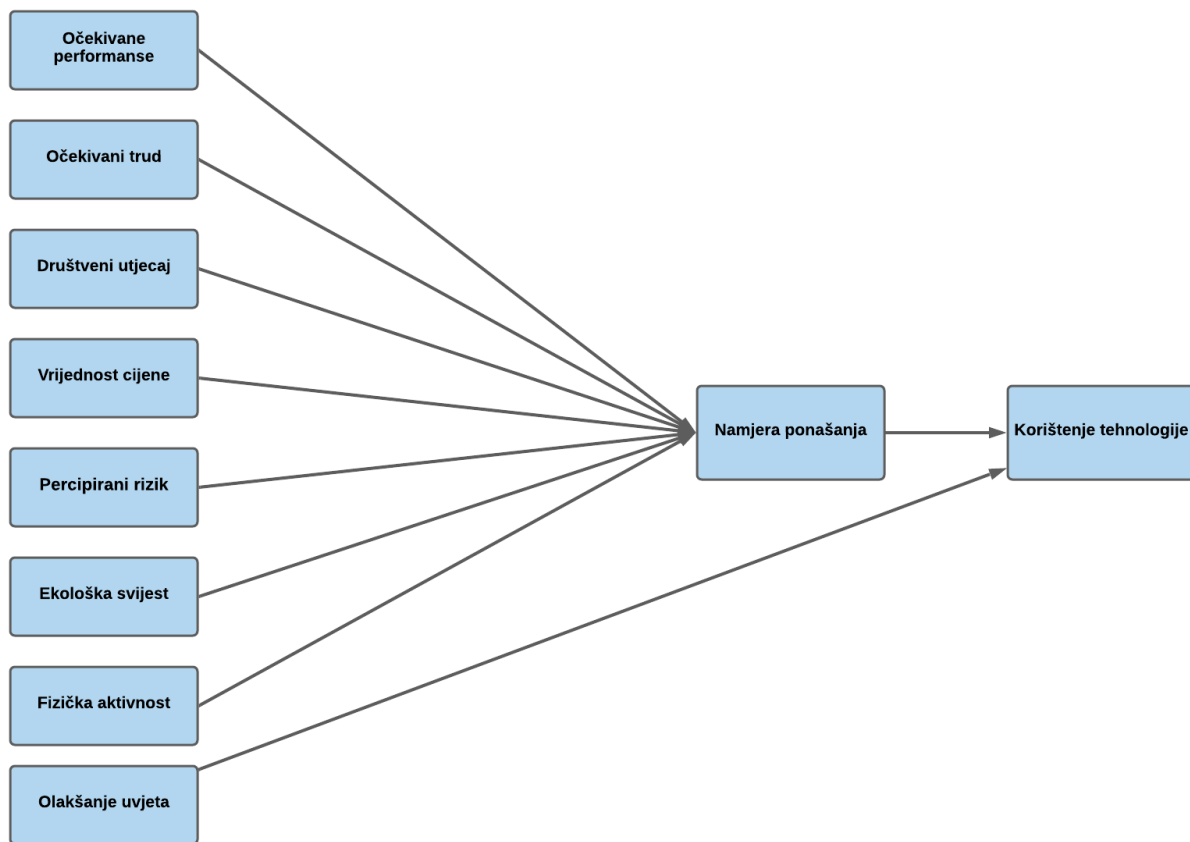 Očekivane
performanse
Očekivani trud
Društveni utjecaj
Vrijednost cijene
Percipirani rizik
Ekološka svijest
Fizička aktivnost
Olakšanje uvjeta
Namjera ponašanja
Korištenje tehnologije